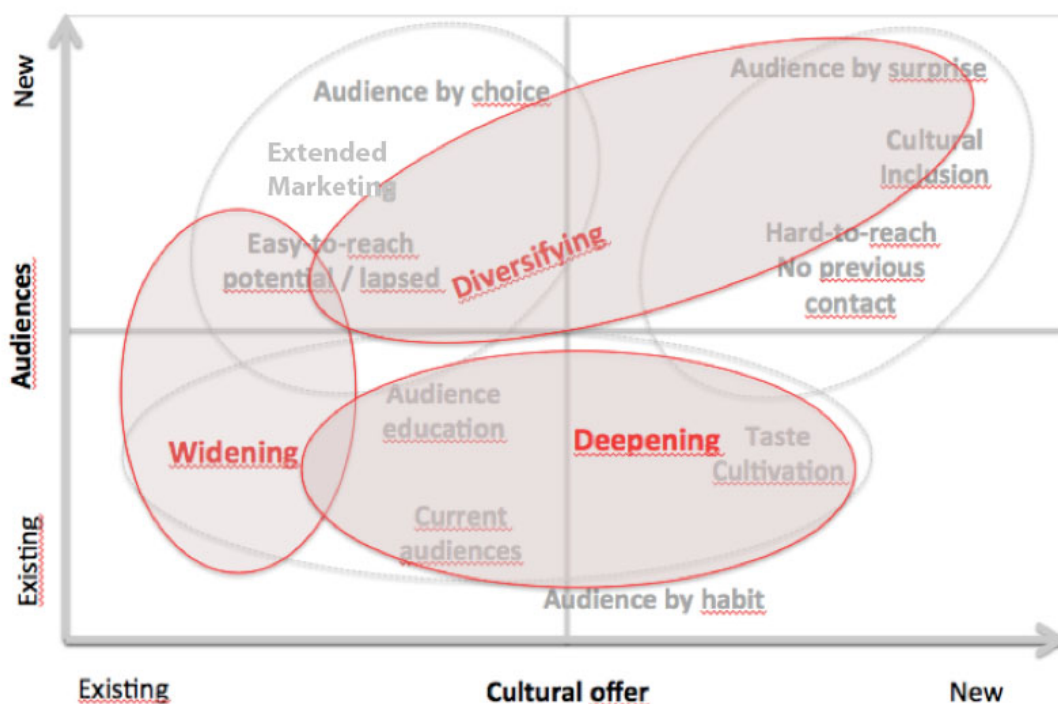 New
Audience by choice
Audience by surprise
Extended
Marketing
Cultural
Inclusion
Easy-to-reach
potential / lapsed
Diversifying
Hard-to-reach
No previous
contact
Audiences
Audience
education
Widening
Deepening
Taste
Cultivation
Current
audiences
Existing
Audience by habit
Existing
Cultural offer
New